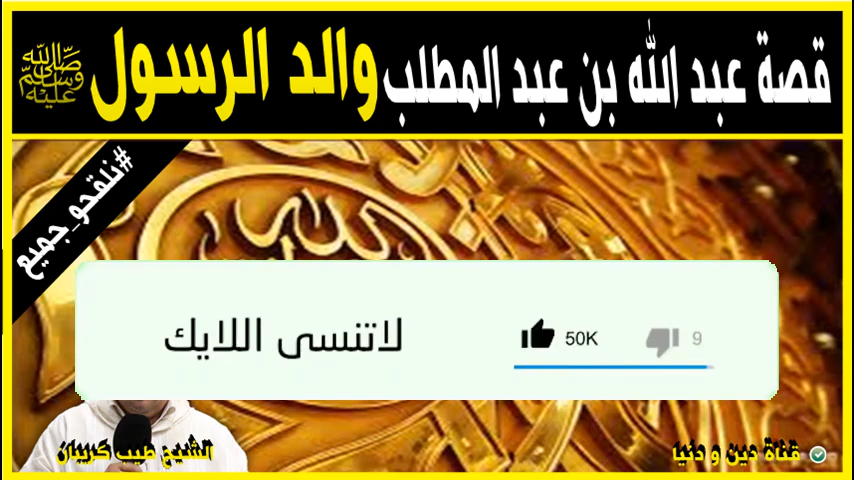 قصة عبد الله بن عبد المطلب والد الرسول ﷺ
#نلقحو_جميع
لاتنسى اللايك
50K
9
الشيخ طيب كريبان
قناة دين و دنيا